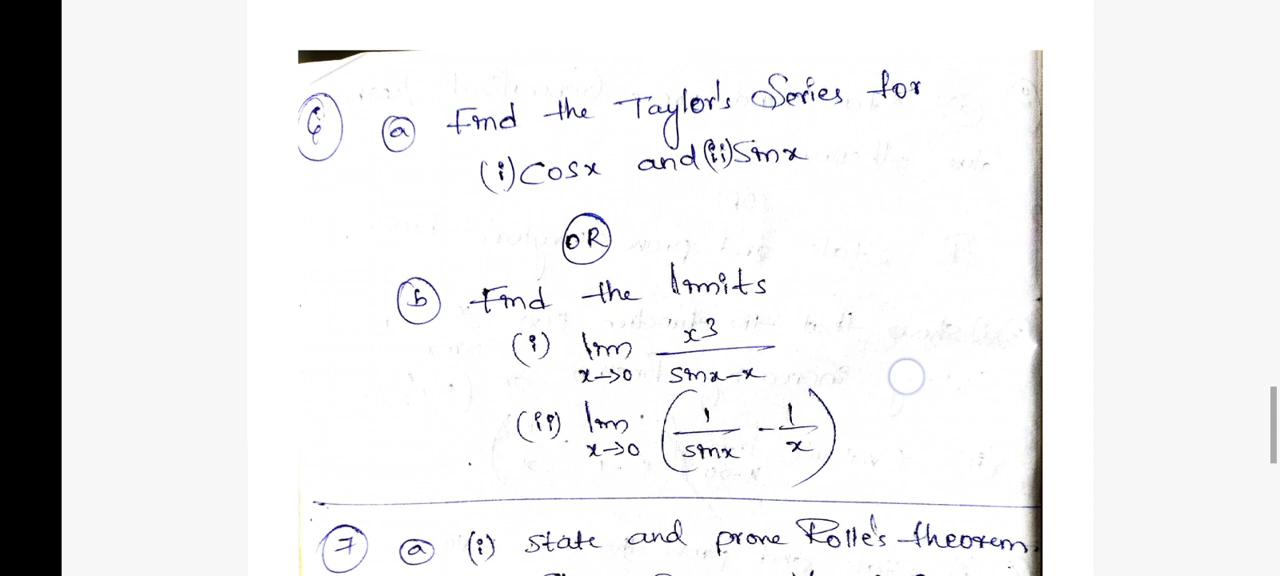 6 a Find the Taylor's Series for
(i) Cosx and (ii) Sinx
OR
b Find the limits
(i) lim x→0 x3 / sinx-x
(ii) lim x→0 (1/sinx - 1/x)
7 a (i) State and prove Rolle's theorem.